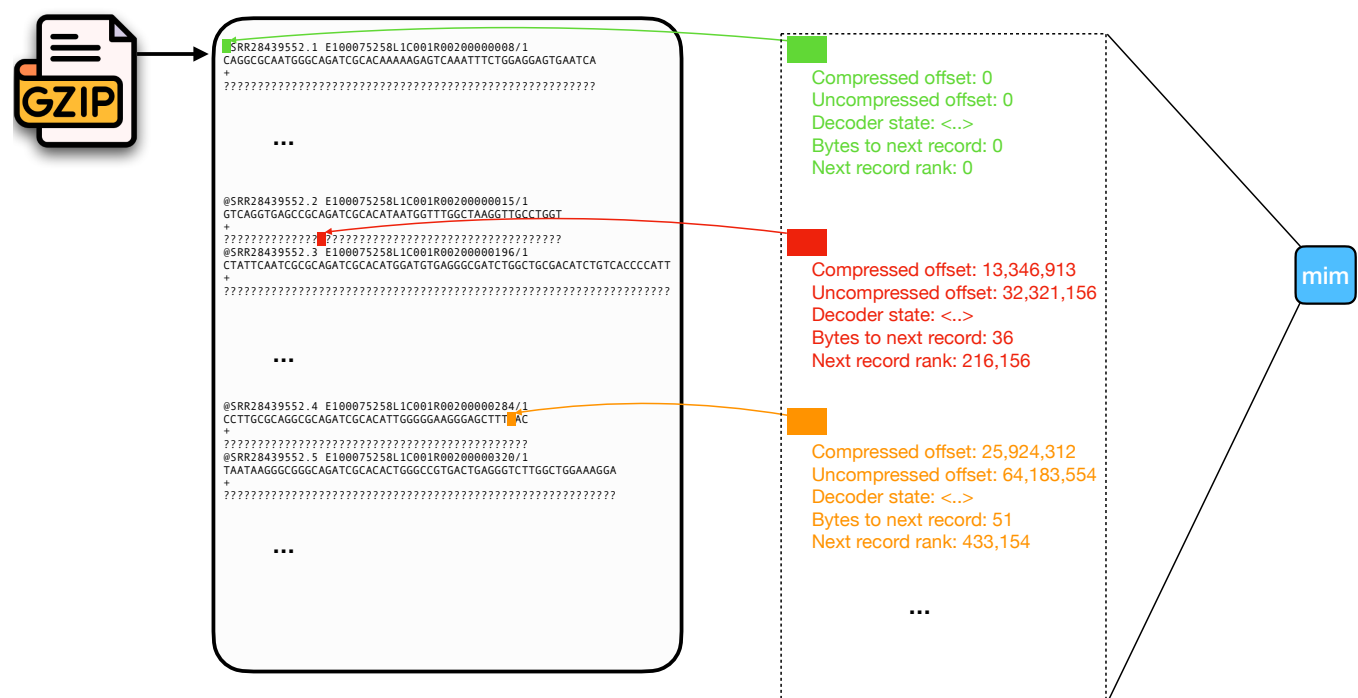 GZIP
SRR28439552.1 E100075258L1C001R00200000008/1
CAGGCGCAATGGGCAGATCGCACAAAAAGAGTCAAATTTCTGGAGGAGTGAATCA
+
???????????????????????????????????????????????????????
...
@SRR28439552.2 E100075258L1C001R00200000015/1
GTCAGGTGAGCCGCAGATCGCACATAATGGTTTGGCTAAGGTTGCCTGGT
+
?????????????? ???????????????????????????????????
@SRR28439552.3 E100075258L1C001R00200000196/1
CTATTCAATCGCGCAGATCGCACATGGATGTGAGGGCGATCTGGCTGCGACATCTGTCACCCCATT
+
??????????????????????????????????????????????????????????????????
...
@SRR28439552.4 E100075258L1C001R00200000284/1
CCTTGCGCAGGCGCAGATCGCACATTGGGGGAAGGGAGCTTT AC
+
?????????????????????????????????????????????
@SRR28439552.5 E100075258L1C001R00200000320/1
TAATAAGGGCGGGCAGATCGCACACTGGGCCGTGACTGAGGGTCTTGGCTGGAAAGGA
+
??????????????????????????????????????????????????????????
...
Compressed offset: 0
Uncompressed offset: 0
Decoder state: <..>
Bytes to next record: 0
Next record rank: 0
Compressed offset: 13,346,913
Uncompressed offset: 32,321,156
Decoder state: <..>
Bytes to next record: 36
Next record rank: 216,156
Compressed offset: 25,924,312
Uncompressed offset: 64,183,554
Decoder state: <..>
Bytes to next record: 51
Next record rank: 433,154
...
mim